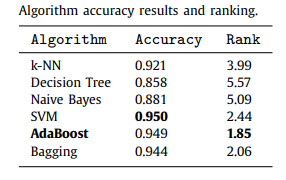 Algorithm accuracy results and ranking.
Algorithm Accuracy Rank
k-NN 0.921 3.99
Decision Tree 0.858 5.57
Naive Bayes 0.881 5.09
SVM 0.950 2.44
AdaBoost 0.949 1.85
Bagging 0.944 2.06